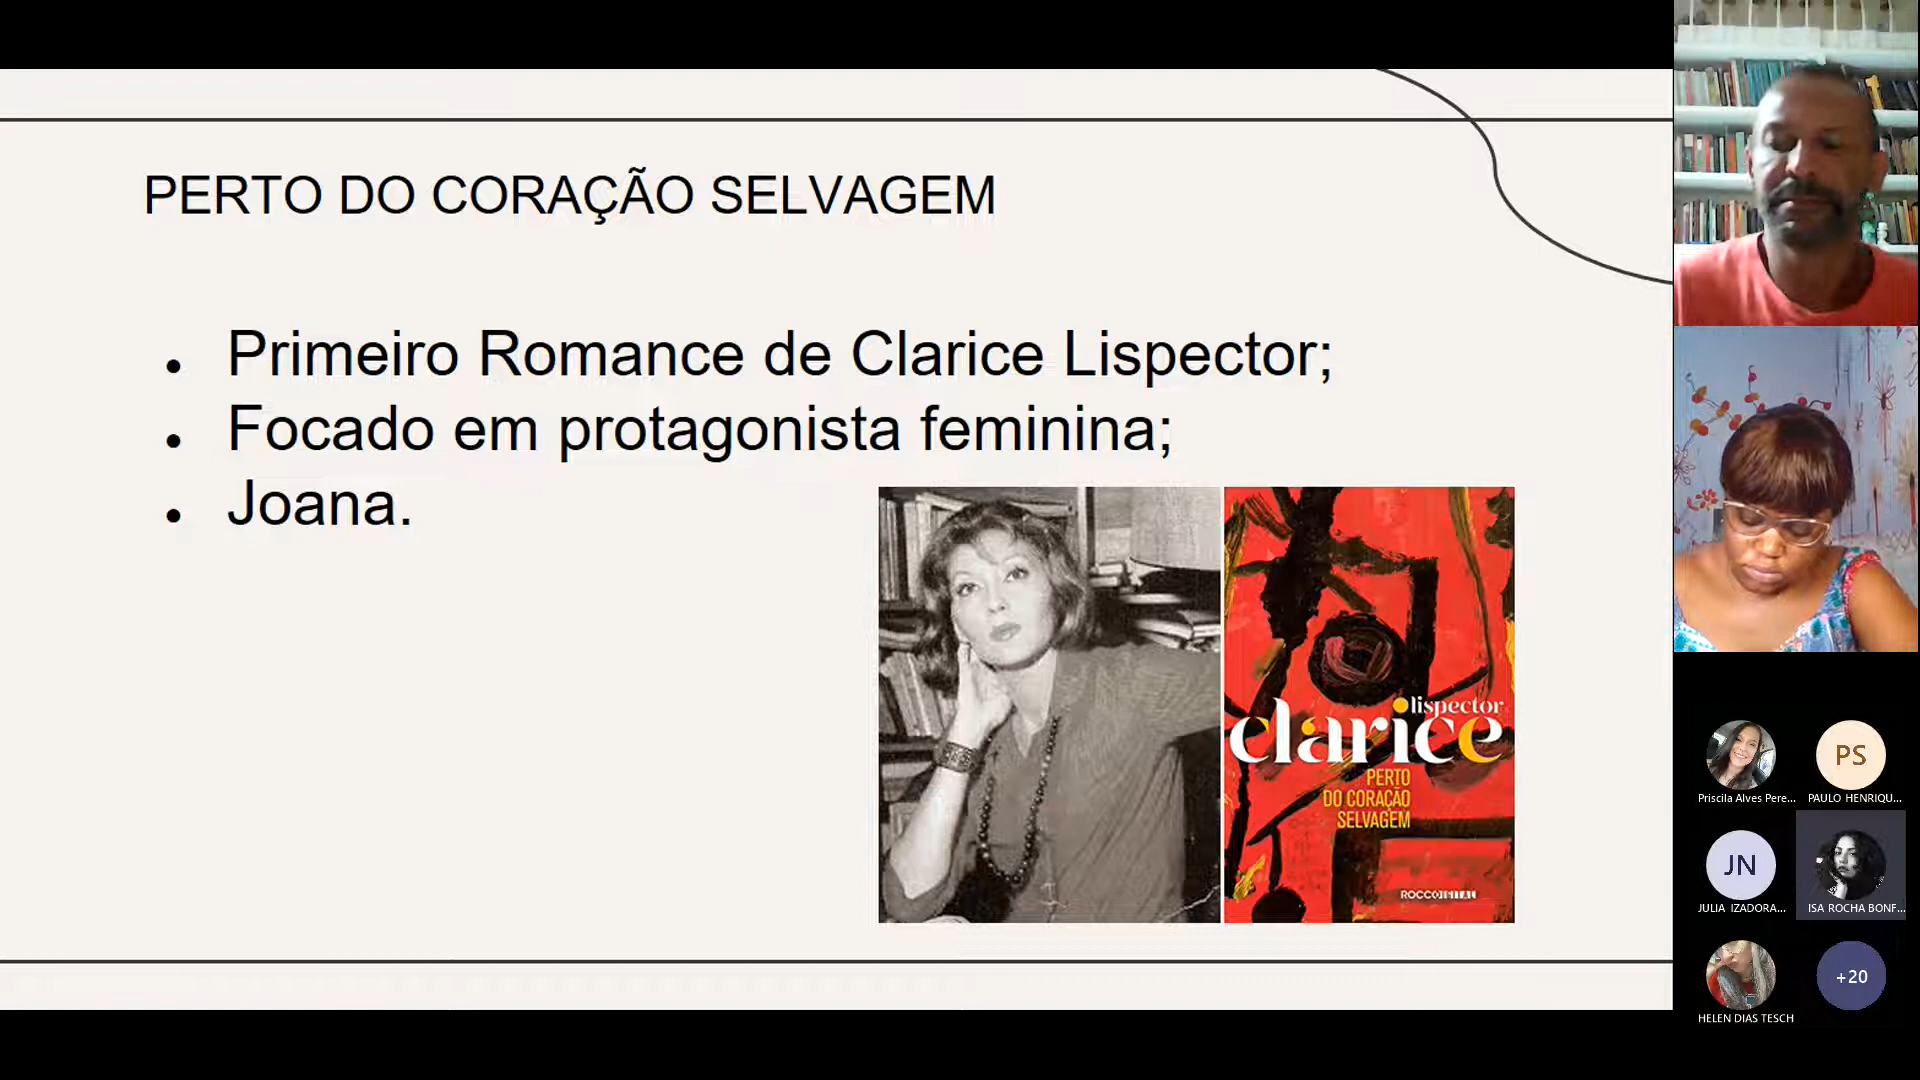 PERTO DO CORAÇÃO SELVAGEM
Primeiro Romance de Clarice Lispector;
Focado em protagonista feminina;
Joana.
lispector
clarice
PERTO
DO CORAÇÃO
SELVAGEM
ROCCODIGITAL
PS
Priscila Alves Pere...
PAULO HENRIQU...
JN
JULIA IZADORA...
ISA ROCHA BONF...
+20
HELEN DIAS TESCH